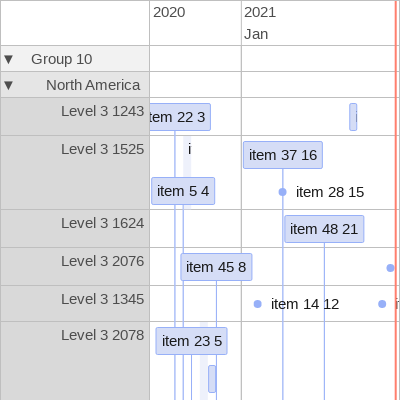 2020 2021
Jan
▼ Group 10
▼ North America
Level 3 1243 item 22 3
Level 3 1525 i item 37 16
item 5 4 item 28 15
Level 3 1624 item 48 21
Level 3 2076 item 45 8
Level 3 1345 item 14 12
Level 3 2078 item 23 5